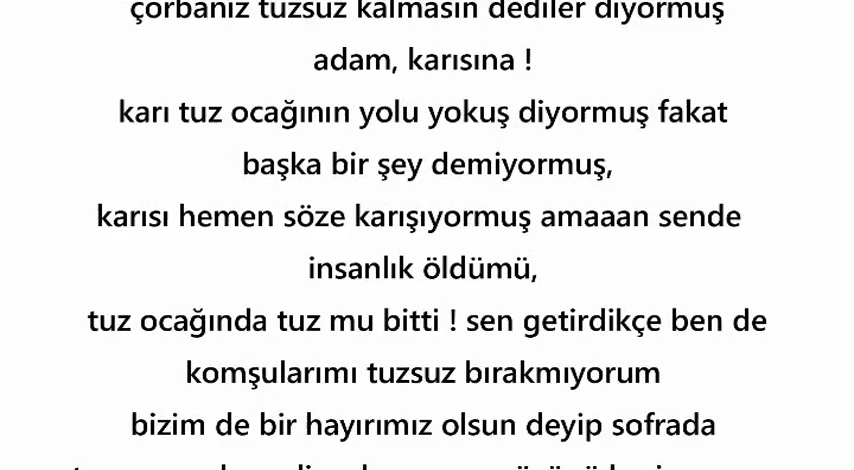 çorbanız tuzsuz kalmasın dediler diyormuş
adam, karısına !
karı tuz ocağının yolu yokuş diyormuş fakat
başka bir şey demiyormuş,
karısı hemen söze karışıyormuş amaaan sende
insanlık öldümü,
tuz ocağında tuz mu bitti ! sen getirdikçe ben de
komşularımı tuzsuz bırakmıyorum
bizim de bir hayırımız olsun deyip sofrada